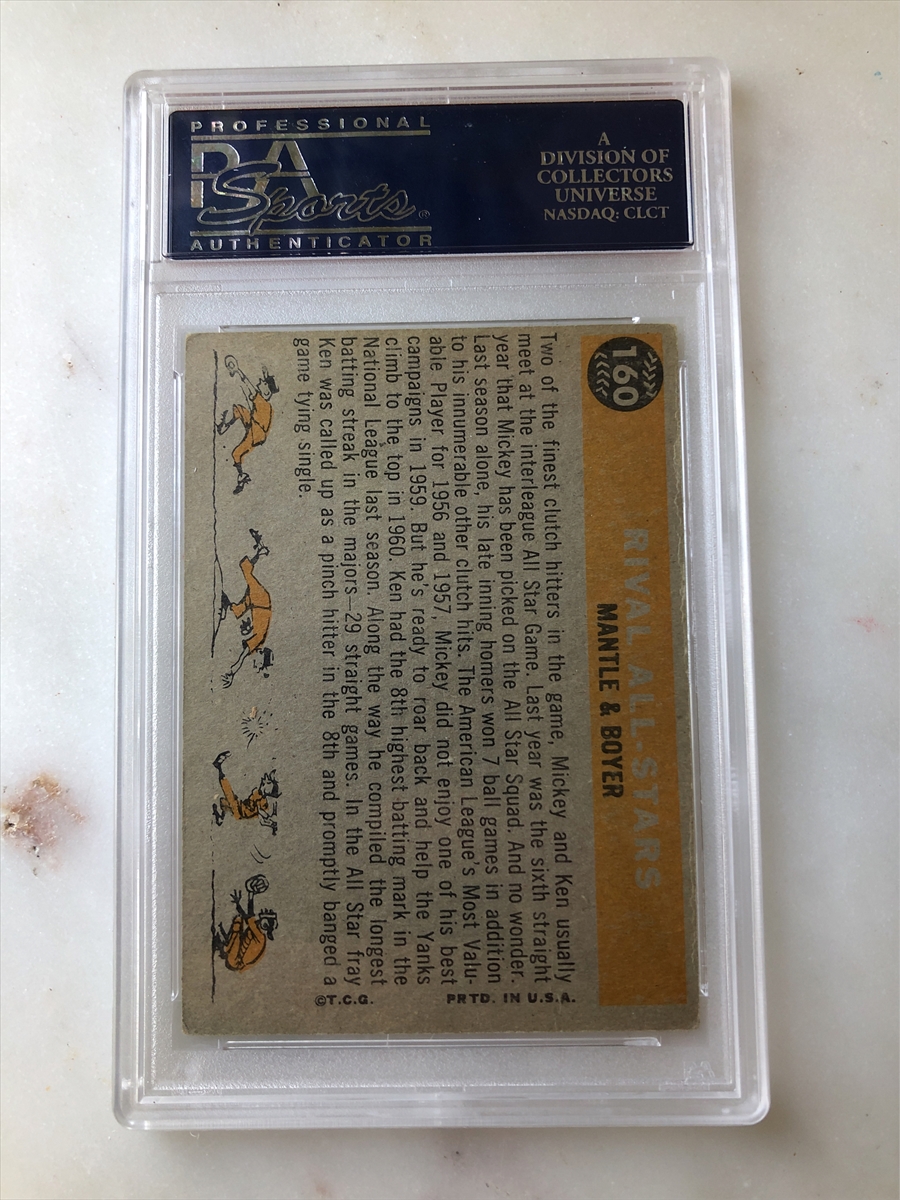 PROFESSIONAL
PSA
Sports®
AUTHENTICATOR
A
DIVISION OF
COLLECTORS
UNIVERSE
NASDAQ: CLCT
160
RIVAL ALL-STARS
MANTLE & BOYER
Two of the finest clutch hitters in the game, Mickey and Ken usually
meet at the interleague All Star Game. Last year was the sixth straight
year that Mickey has been picked on the All Star Squad. And no wonder.
Last season alone, his late inning homers won 7 ball games in addition
to his innumerable other clutch hits. The American League's Most Valu-
able Player for 1956 and 1957, Mickey did not enjoy one of his best
campaigns in 1959. But he's ready to roar back and help the Yanks
climb to the top in 1960. Ken had the 8th highest batting mark in the
National League last season. Along the way he compiled the longest
batting streak in the majors—29 straight games. In the All Star fray
Ken was called up as a pinch hitter in the 8th and promptly banged a
game tying single.
©T.C.G.
PRTD. IN U.S.A.